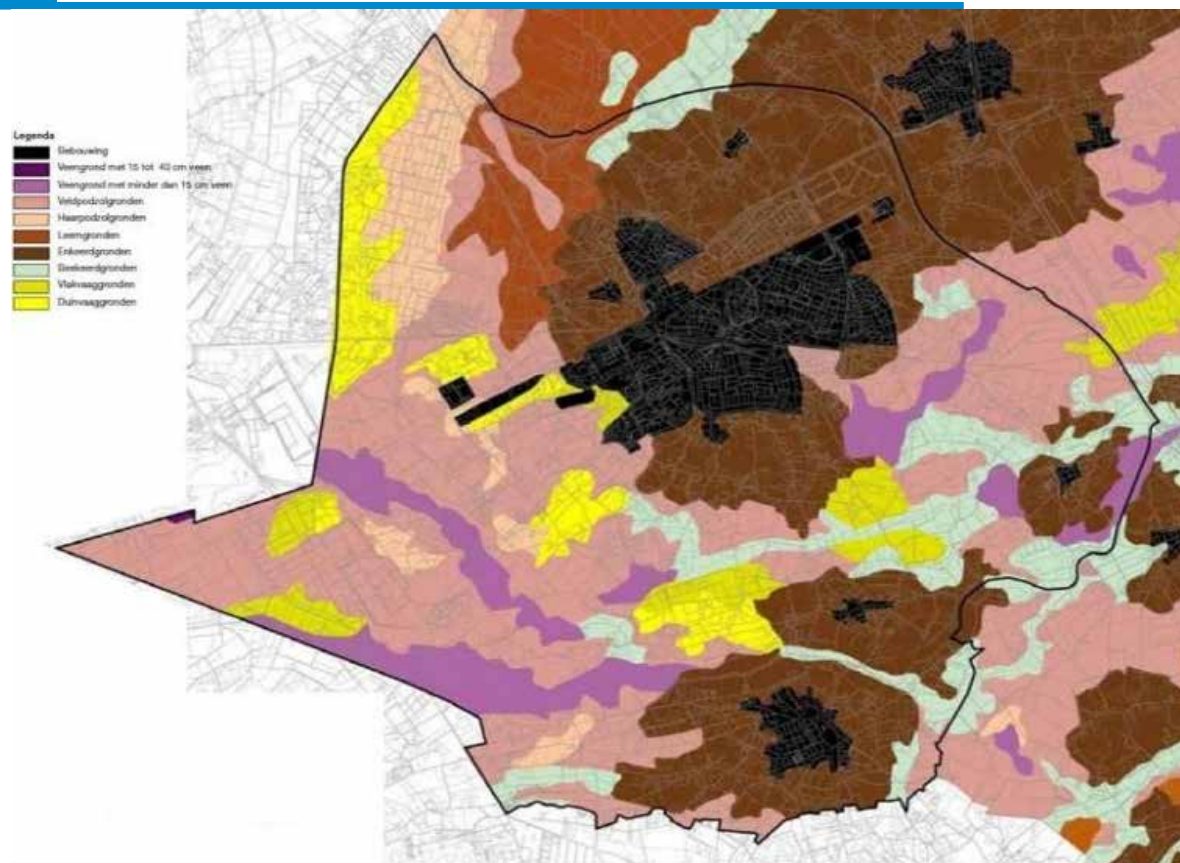 Legenda
Bebouwing
Veengrond met 15 tot 40 cm veen
Veengrond met minder dan 15 cm veen
Veldpodzolgronden
Haarpodzolgronden
Leemgronden
Enkeerdgronden
Beekeerdgronden
Vlakvaaggronden
Duinvaaggronden